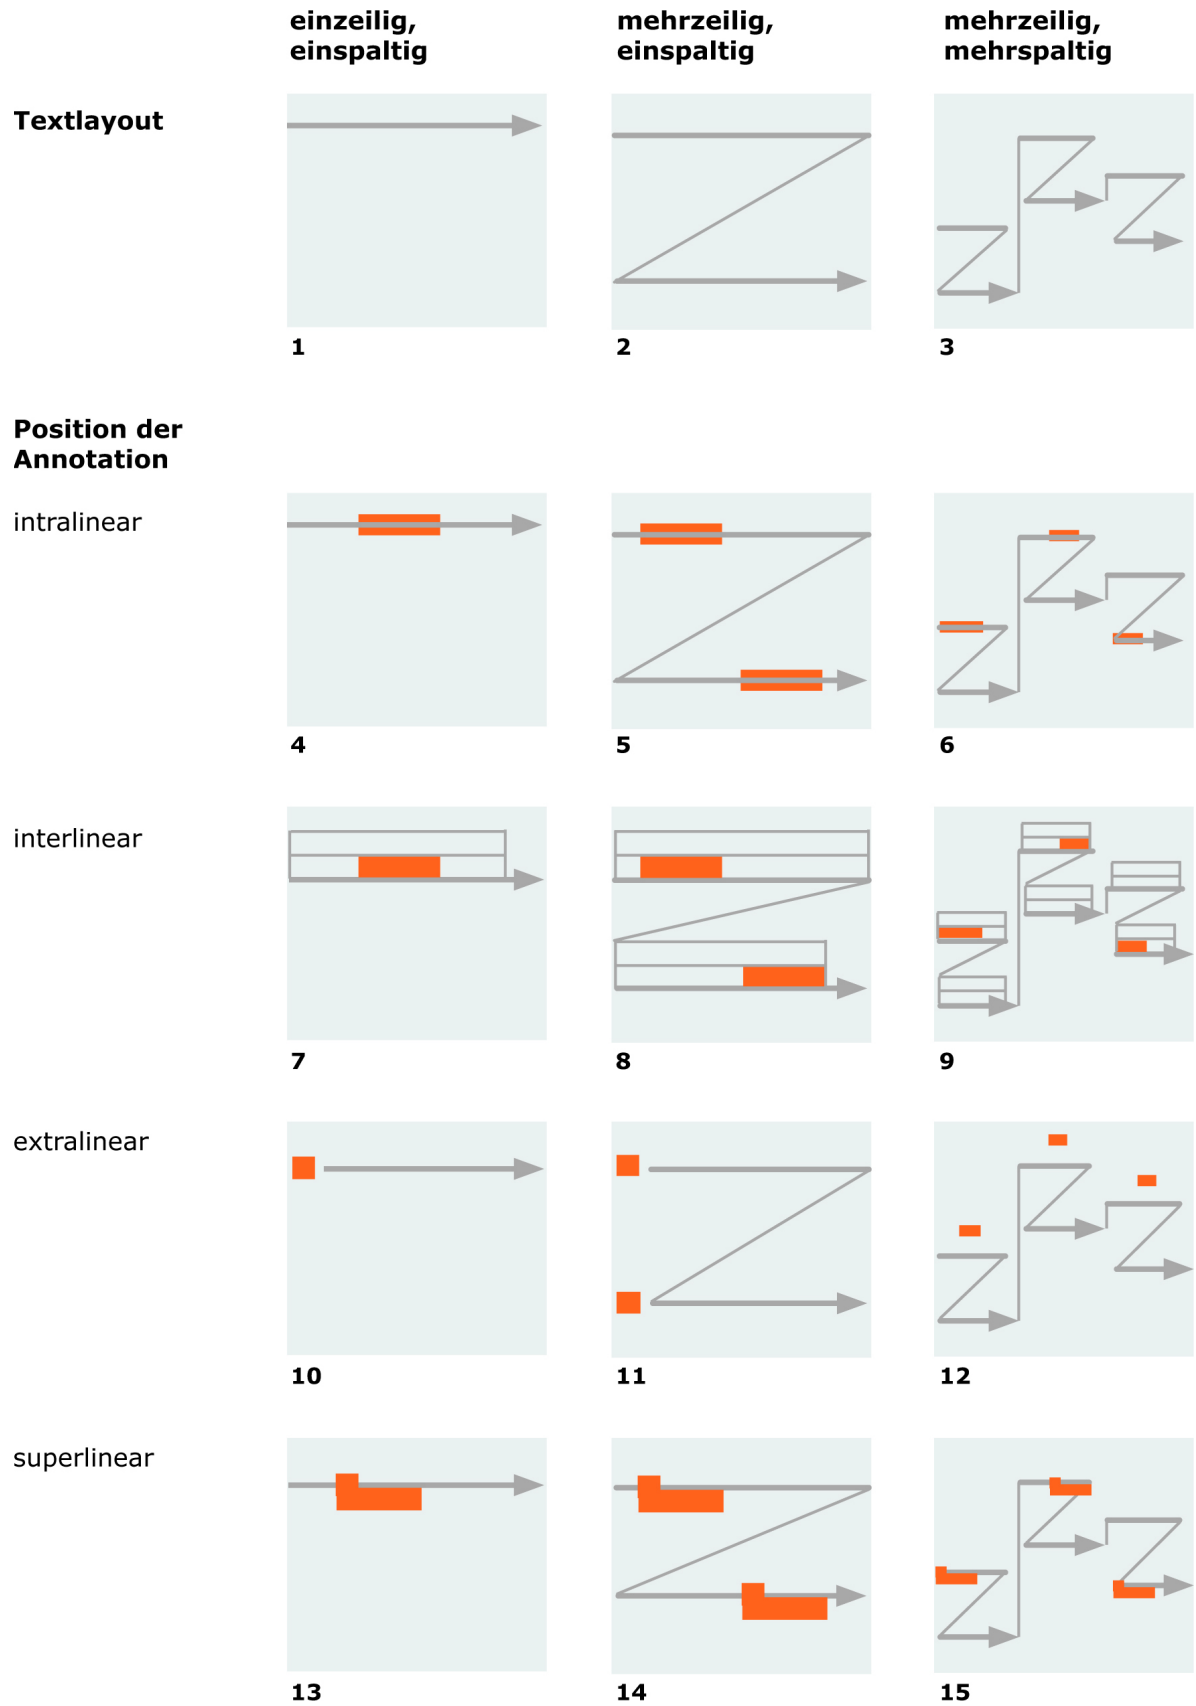 einzeilig,
einspaltig
mehrzeilig,
einspaltig
mehrzeilig,
mehrspaltig
Textlayout
1
2
3
Position der
Annotation
intralinear
4
5
6
interlinear
7
8
9
extralinear
10
11
12
superlinear
13
14
15